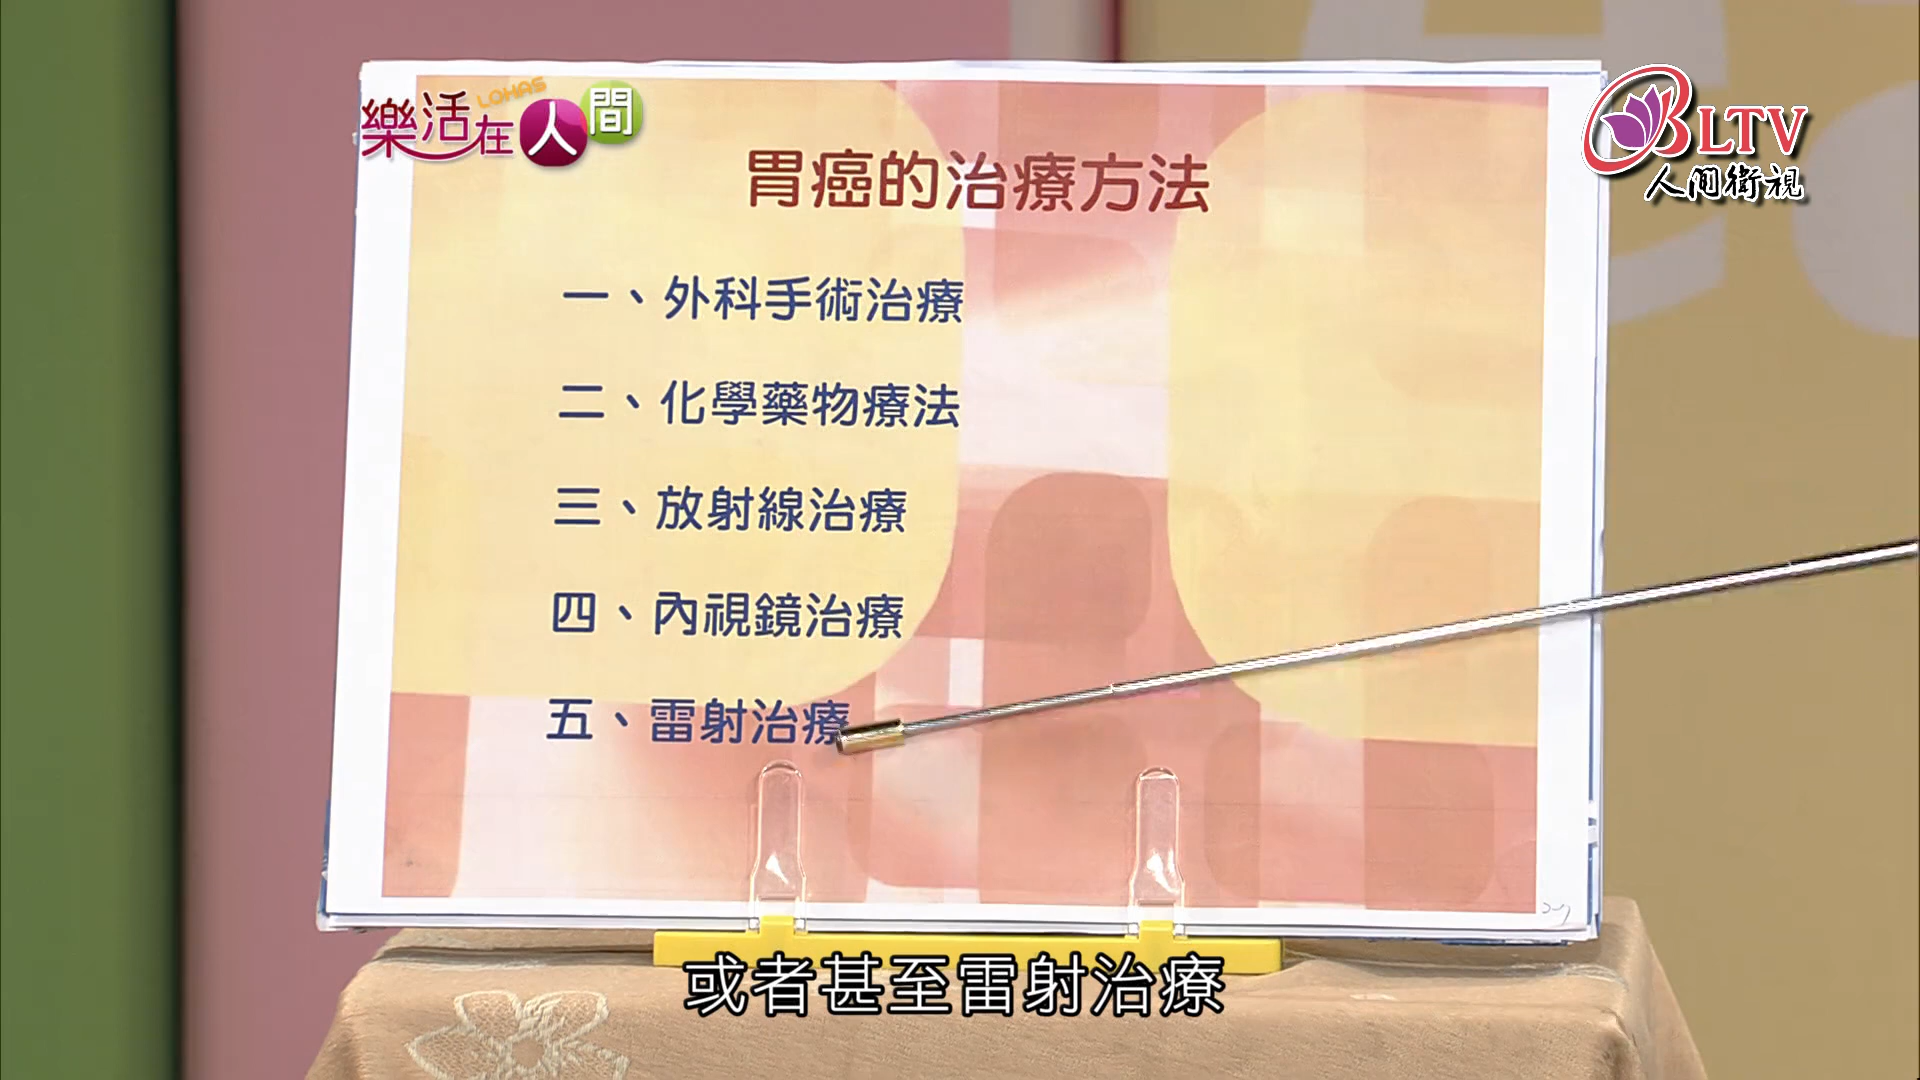 樂活在人間
LOHAS
BLTV
人間衛視
胃癌的治療方法
一、外科手術治療
二、化學藥物療法
三、放射線治療
四、內視鏡治療
五、雷射治療
或者甚至雷射治療